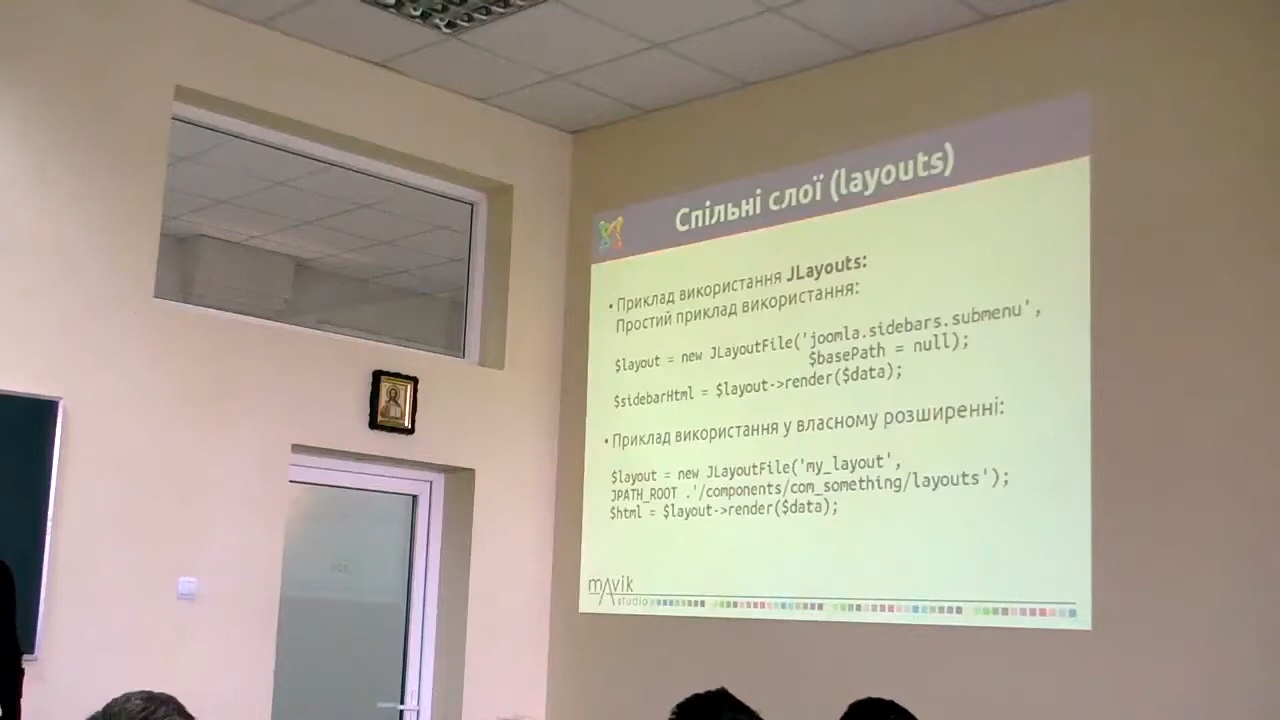 Спільні слої (layouts)
• Приклад використання JLayouts:
Простий приклад використання:
$layout = new JLayoutFile('joomla.sidebars.submenu',
$basePath = null);
$sidebarHtml = $layout->render($data);
• Приклад використання у власному розширенні:
$layout = new JLayoutFile('my_layout',
JPATH_ROOT .'/components/com_something/layouts');
$html = $layout->render($data);
mAvik
studio